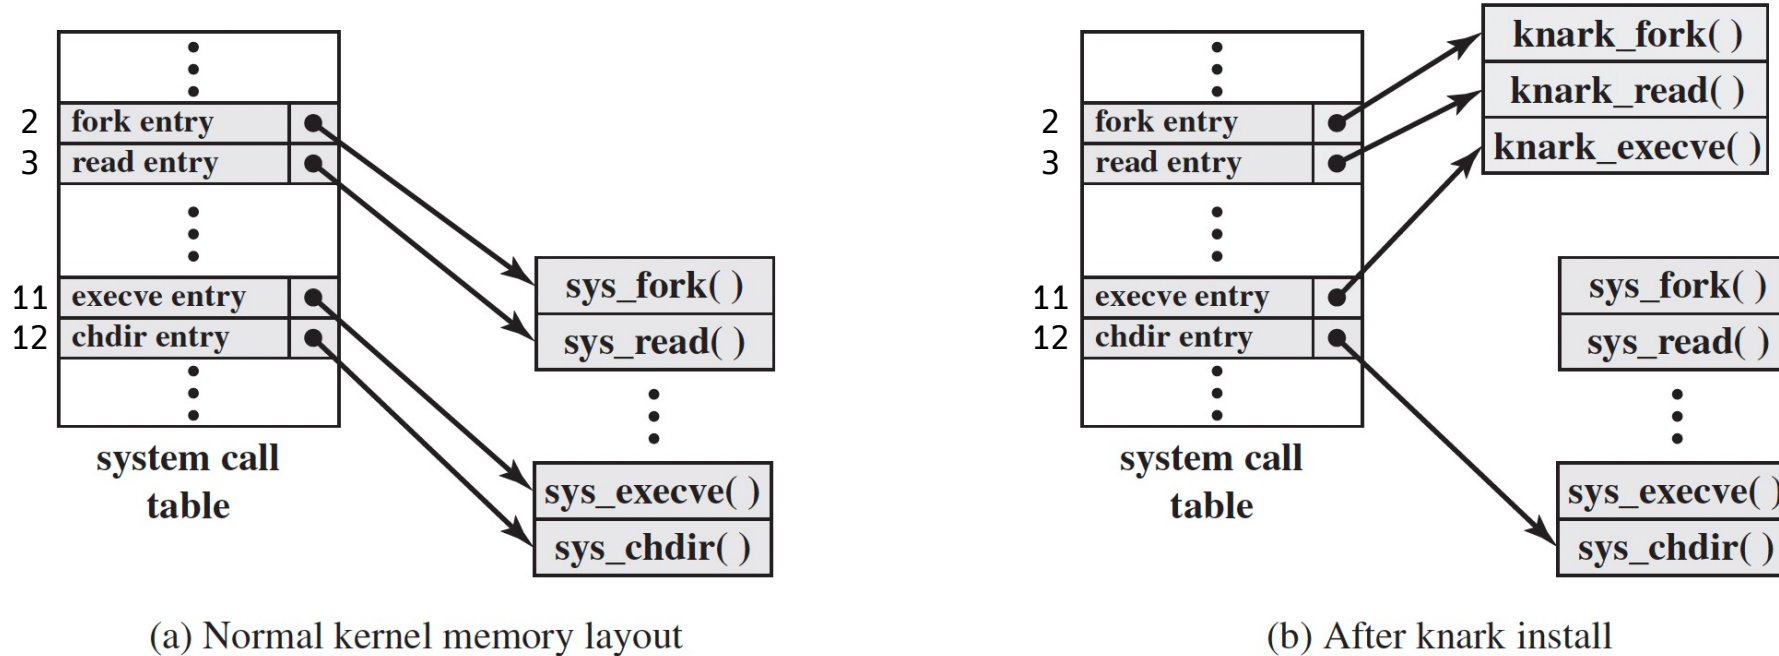 2 fork entry
3 read entry
11 execve entry
12 chdir entry
system call
table
sys_fork( )
sys_read( )
sys_execve( )
sys_chdir( )
(a) Normal kernel memory layout
2 fork entry
3 read entry
11 execve entry
12 chdir entry
system call
table
knark_fork( )
knark_read( )
knark_execve( )
sys_fork( )
sys_read( )
sys_execve( )
sys_chdir( )
(b) After knark install